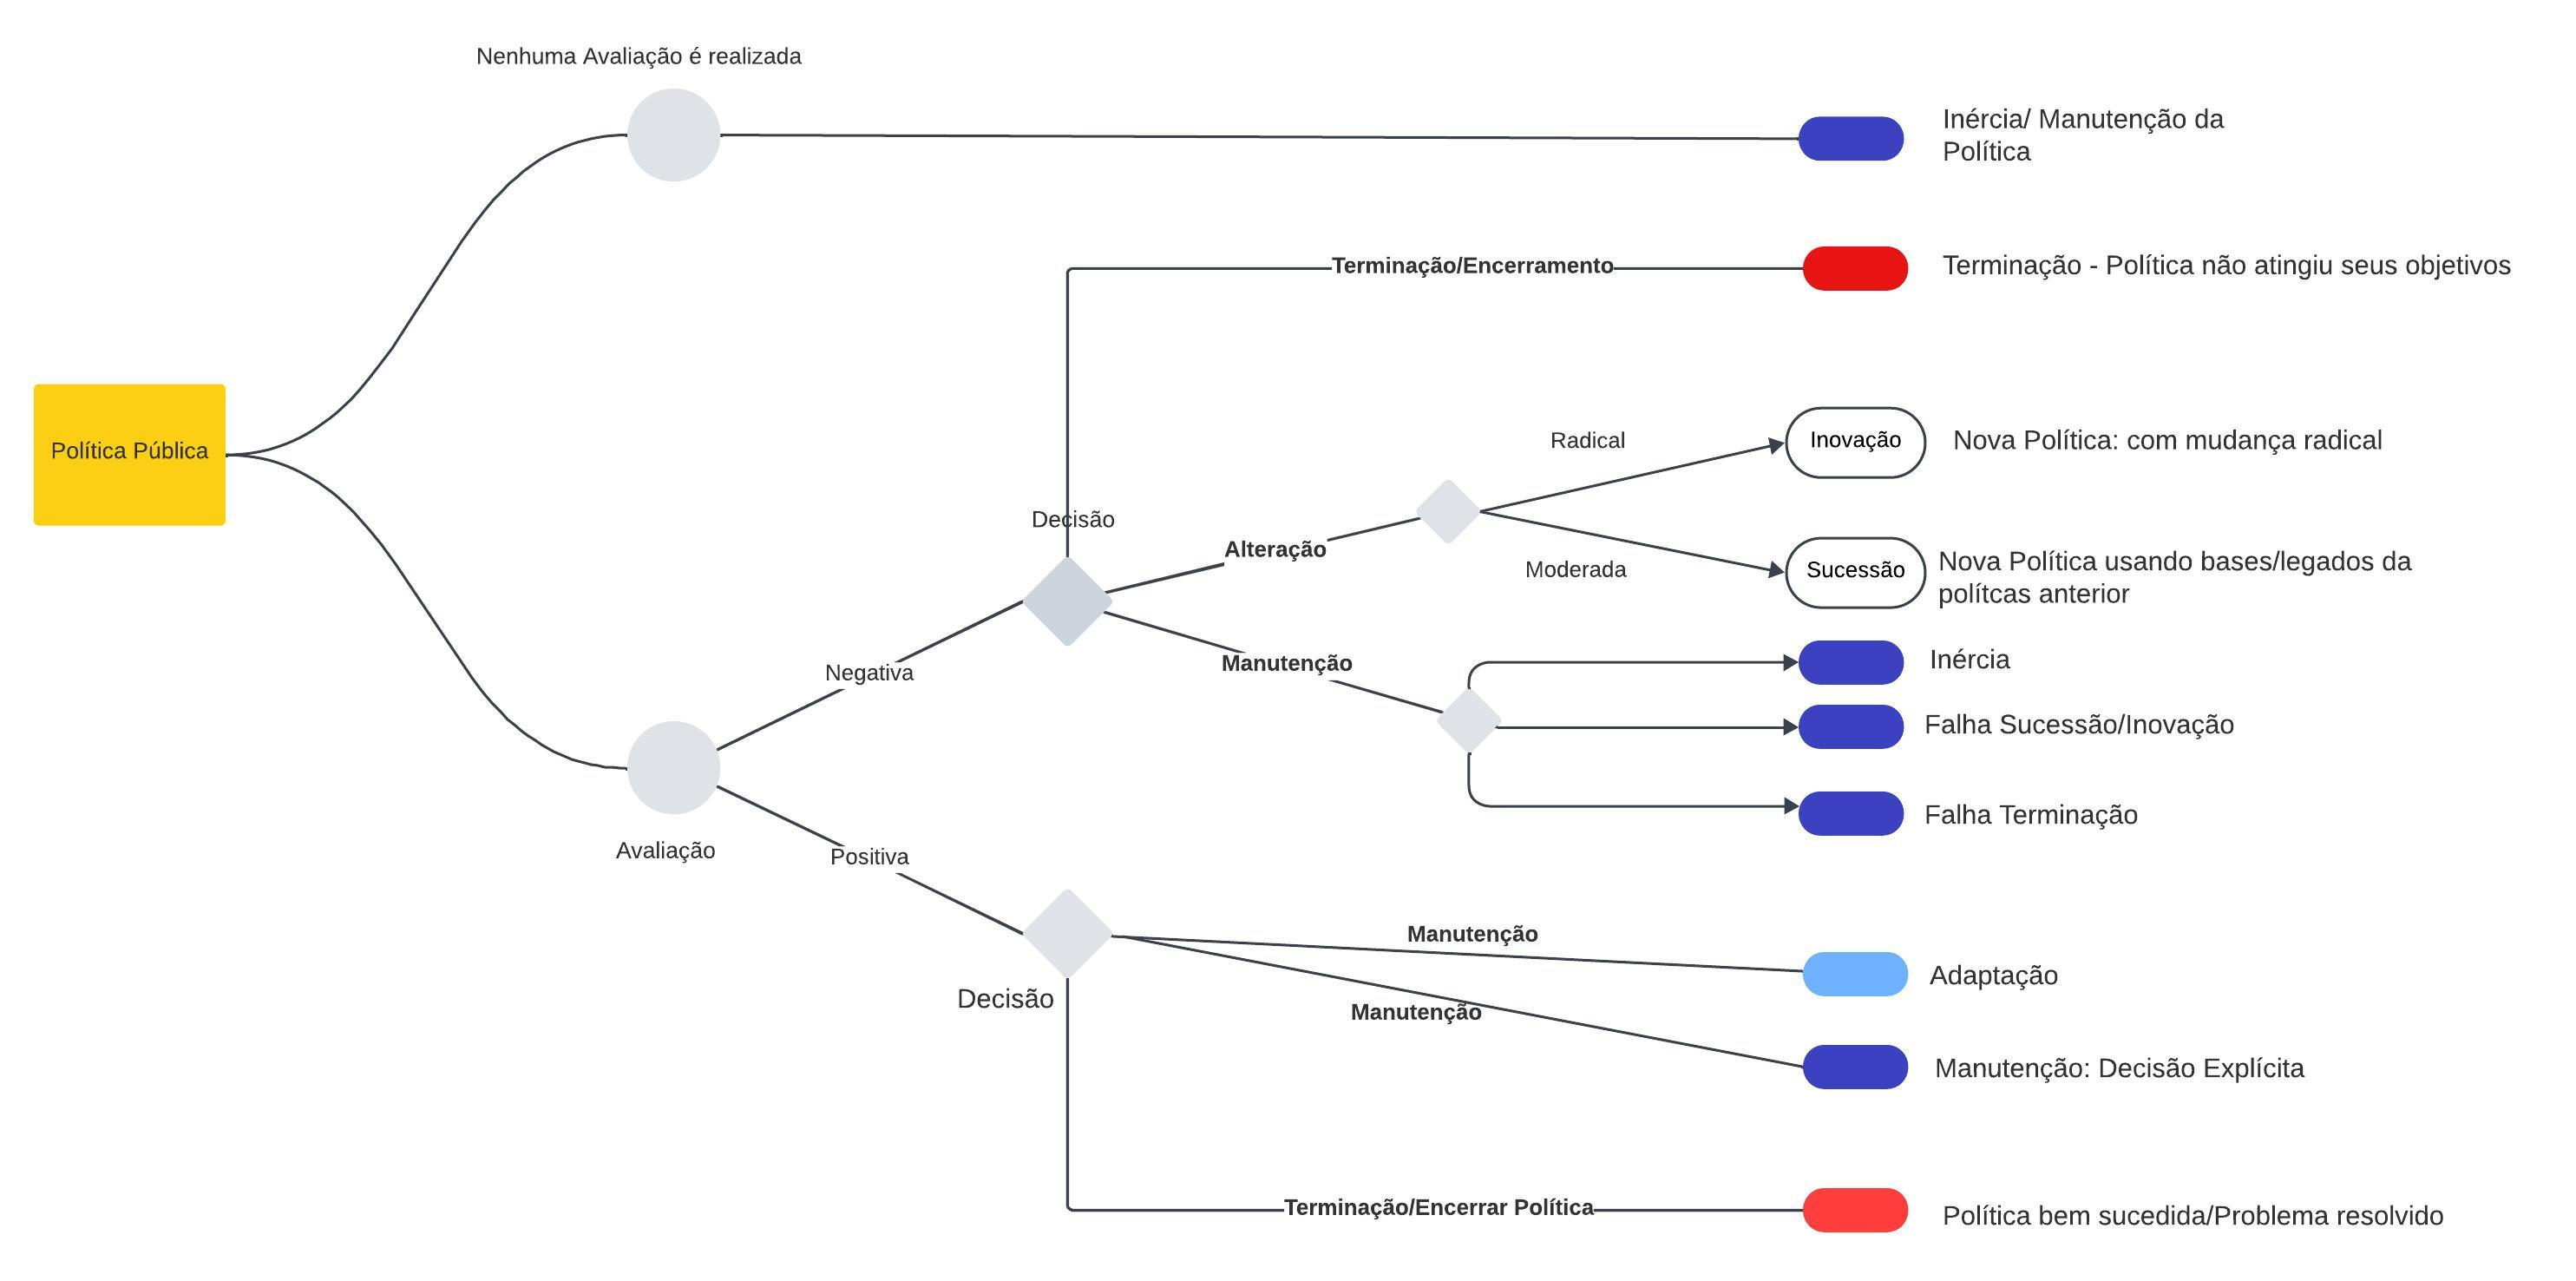 Nenhuma Avaliação é realizada
Inércia/ Manutenção da
Política
Terminação/Encerramento
Terminação - Política não atingiu seus objetivos
Política Pública
Radical
Inovação
Nova Política: com mudança radical
Decisão
Alteração
Moderada
Sucessão
Nova Política usando bases/legados da
polítcas anterior
Negativa
Manutenção
Inércia
Falha Sucessão/Inovação
Falha Terminação
Avaliação
Positiva
Manutenção
Adaptação
Decisão
Manutenção
Manutenção: Decisão Explícita
Terminação/Encerrar Política
Política bem sucedida/Problema resolvido